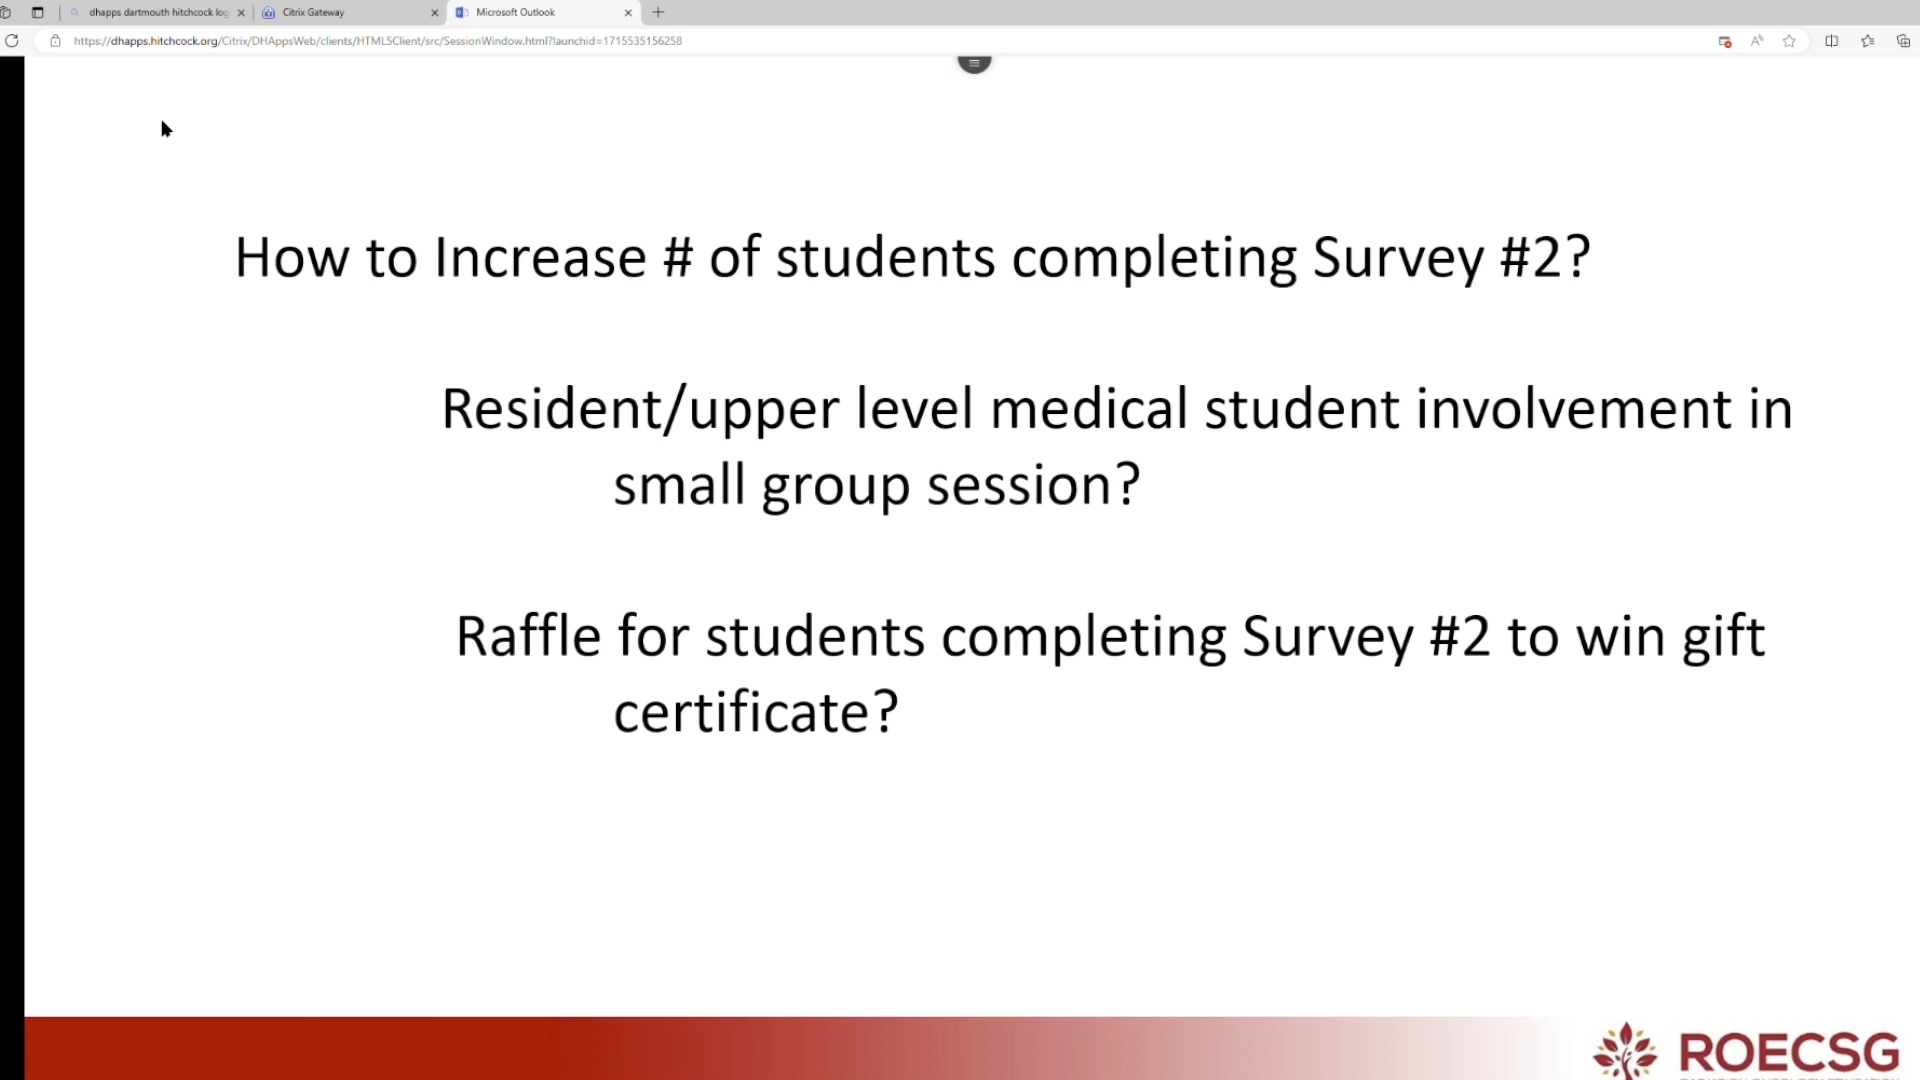 dhapps dartmouth hitchcock log
Citrix Gateway
Microsoft Outlook
https://dhapps.hitchcock.org/Citrix/DHAppsWeb/clients/HTML5Client/src/SessionWindow.html?launchid=1715535156258
How to Increase # of students completing Survey #2?
Resident/upper level medical student involvement in
small group session?
Raffle for students completing Survey #2 to win gift
certificate?
ROECSG